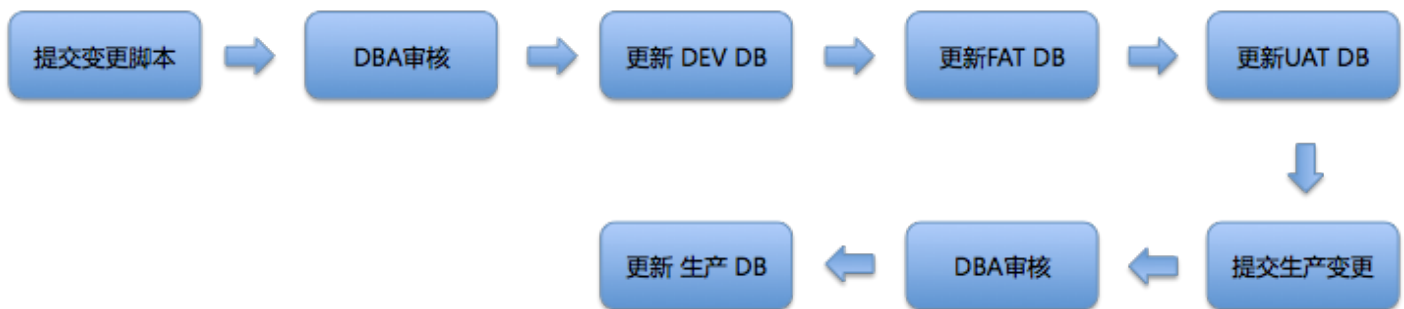 提交变更脚本
DBA审核
更新 DEV DB
更新FAT DB
更新UAT DB
提交生产变更
DBA审核
更新 生产 DB